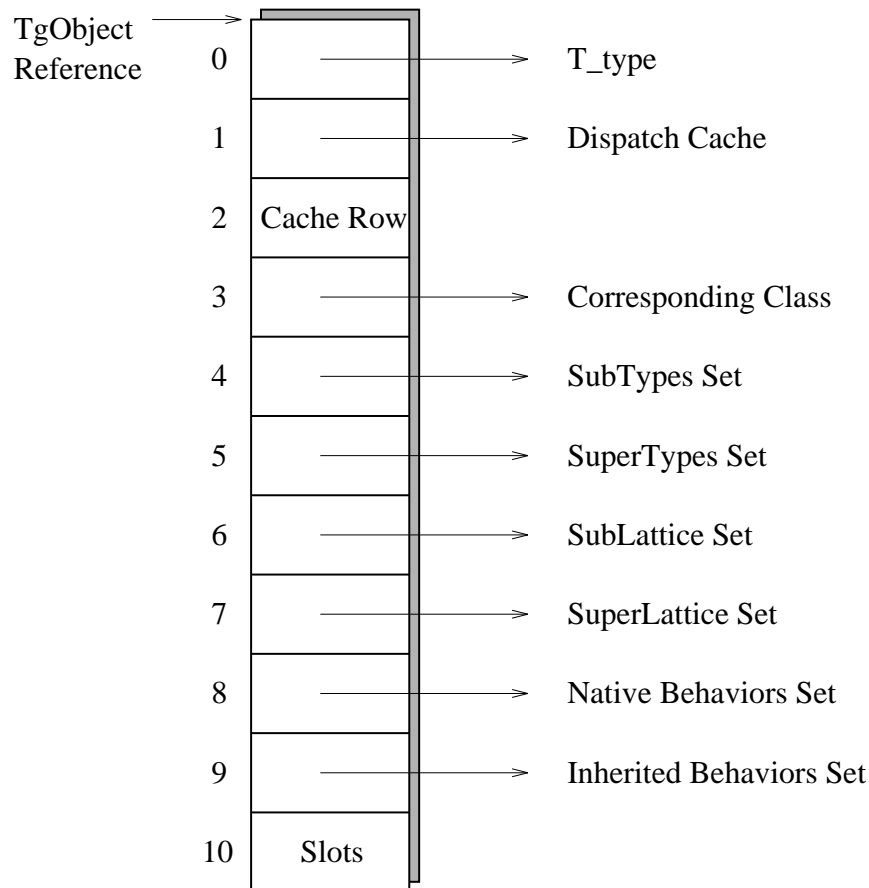 TgObject
Reference
0 T_type
1 Dispatch Cache
2 Cache Row
3 Corresponding Class
4 SubTypes Set
5 SuperTypes Set
6 SubLattice Set
7 SuperLattice Set
8 Native Behaviors Set
9 Inherited Behaviors Set
10 Slots